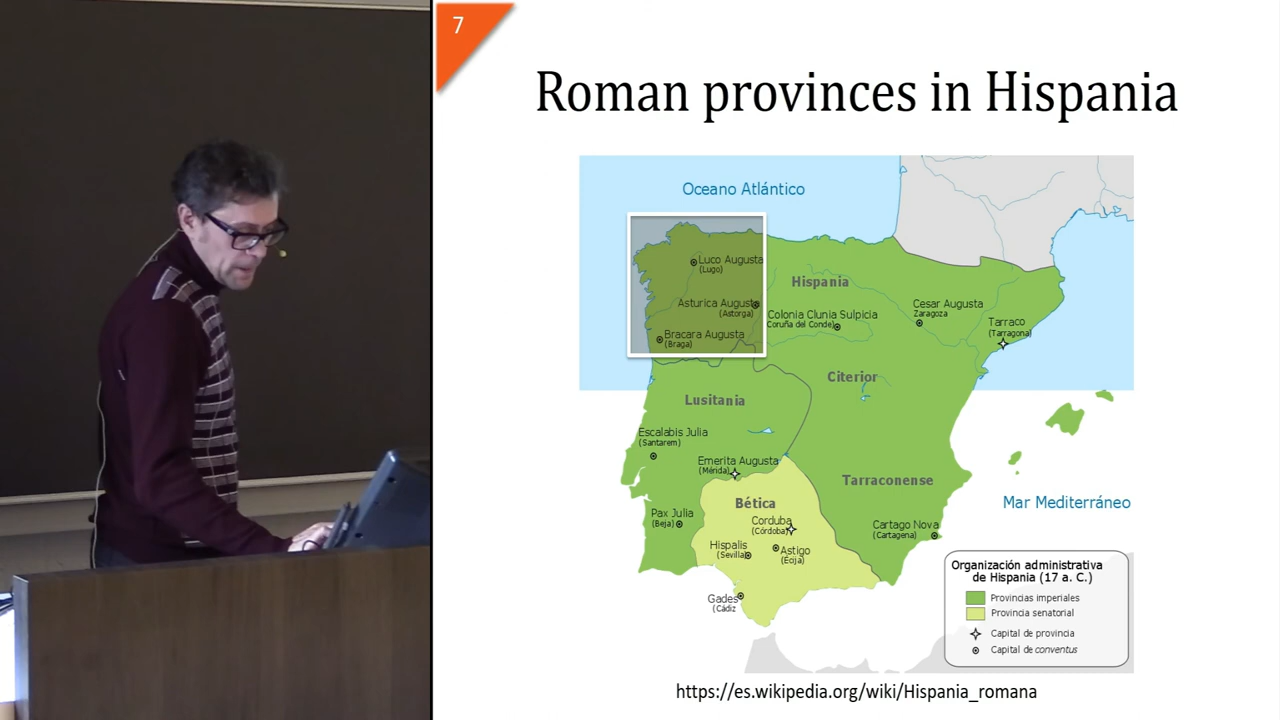 7
Roman provinces in Hispania
Oceano Atlántico
Luco Augusta
(Lugo)
Hispania
Asturica Augusta
(Astorga)
Cesar Augusta
Zaragoza
Colonia Clunia Sulpicia
Coruña del Conde)
Tarraco
(Tarragona)
Bracara Augusta
(Braga)
Citerior
Lusitania
Escalabis Julia
(Santarem)
Emerita Augusta
(Mérida)
Tarraconense
Mar Mediterráneo
Bética
Pax Julia
(Beja)
Corduba
(Córdoba)
Cartago Nova
(Cartagena)
Hispalis
(Sevilla)
Astigo
(Ecija)
Gades
(Cádiz
Organización administrativa
de Hispania (17 a. C.)
Provincias imperiales
Provincia senatorial
Capital de provincia
Capital de conventus
https://es.wikipedia.org/wiki/Hispania_romana